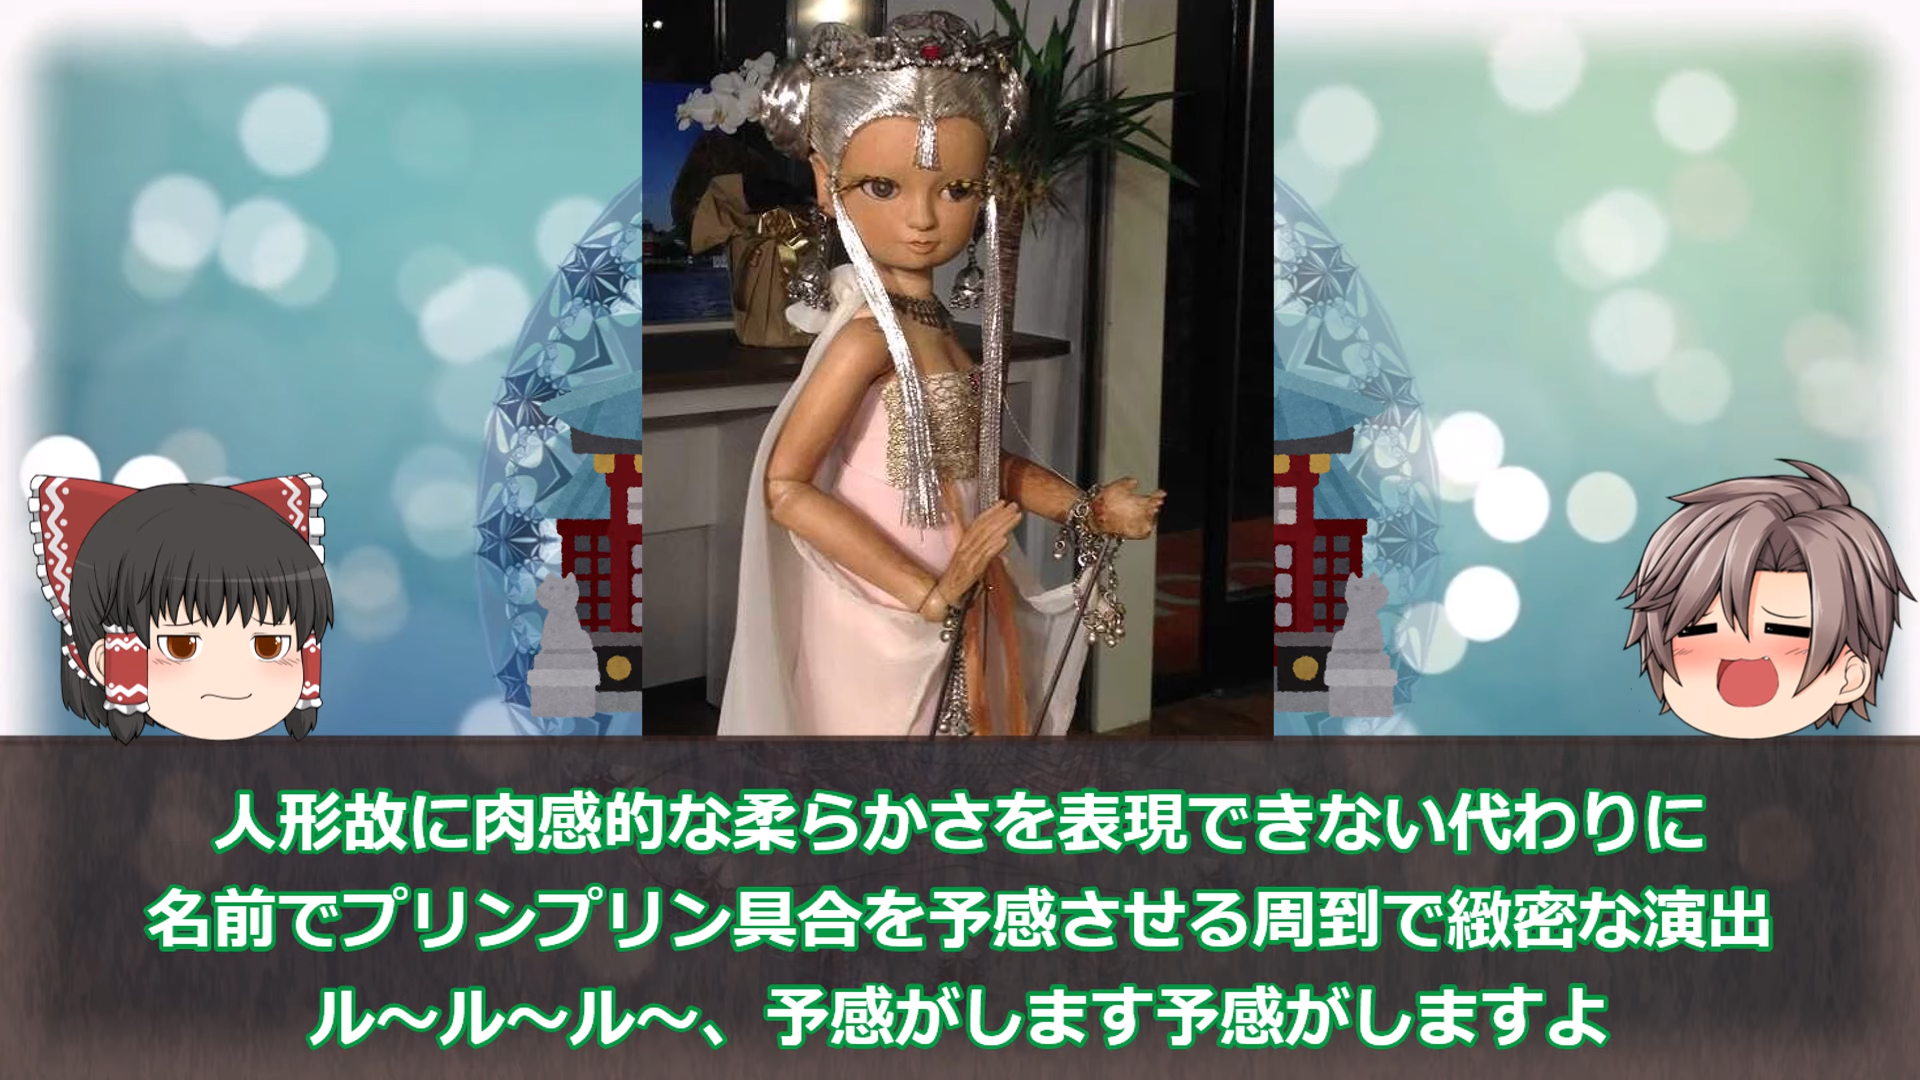 人形故に肉感的な柔らかさを表現できない代わりに
名前でプリンプリン具合を予感させる周到で緻密な演出
ル～ル～ル～、予感がします予感がしますよ